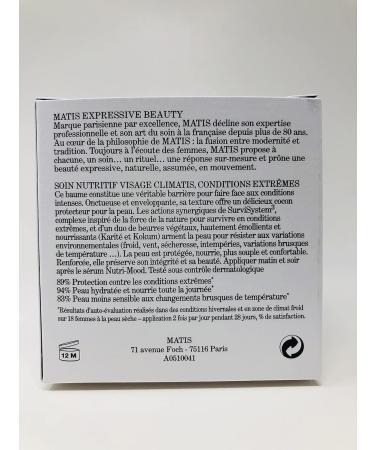 MATIS EXPRESSIVE BEAUTY
Marque parisienne par excellence, MATIS décline son expertise
professionnelle et son art du soin à la française depuis plus de 80 ans.
Au cœur de la philosophie de MATIS : la fusion entre modernité et
tradition. Toujours à l'écoute des femmes, MATIS propose à
chacune, un soin... un rituel... une réponse sur-mesure et prône une
beauté expressive, naturelle, assumée, en mouvement.
SOIN NUTRITIF VISAGE CLIMATIS, CONDITIONS EXTRÊMES
Ce baume constitue une véritable barrière pour faire face aux conditions
intenses. Onctueuse et enveloppante, sa texture offre un délicieux cocon
protecteur pour la peau. Les actions synergiques de SurviSystem®,
complexe inspiré de la force de la nature pour survivre en conditions
extrêmes, et d'un duo de beurres végétaux, hautement émollients et
nourrissants (Karité et Kokum) arment la peau pour résister aux variations
environnementales (froid, vent, sécheresse, intempéries, variations brusques
de température ...). La peau est protégée, nourrie, plus souple et confortable.
Renforcée, elle préserve son intégrité et sa beauté. Appliquer matin et soir
après le sérum Nutri-Mood. Testé sous contrôle dermatologique
89% Protection contre les conditions extrêmes*
94% Peau hydratée et nourrie toute la journée*
83% Peau moins sensible aux changements brusques de température*
*Résultats d'auto-évaluation réalisés dans des conditions hivernales et en zone de climat froid
sur 18 femmes à la peau sèche – application 2 fois par jour pendant 28 jours, % de satisfaction.
MATIS
71 avenue Foch - 75116 Paris
A0510041
12 M